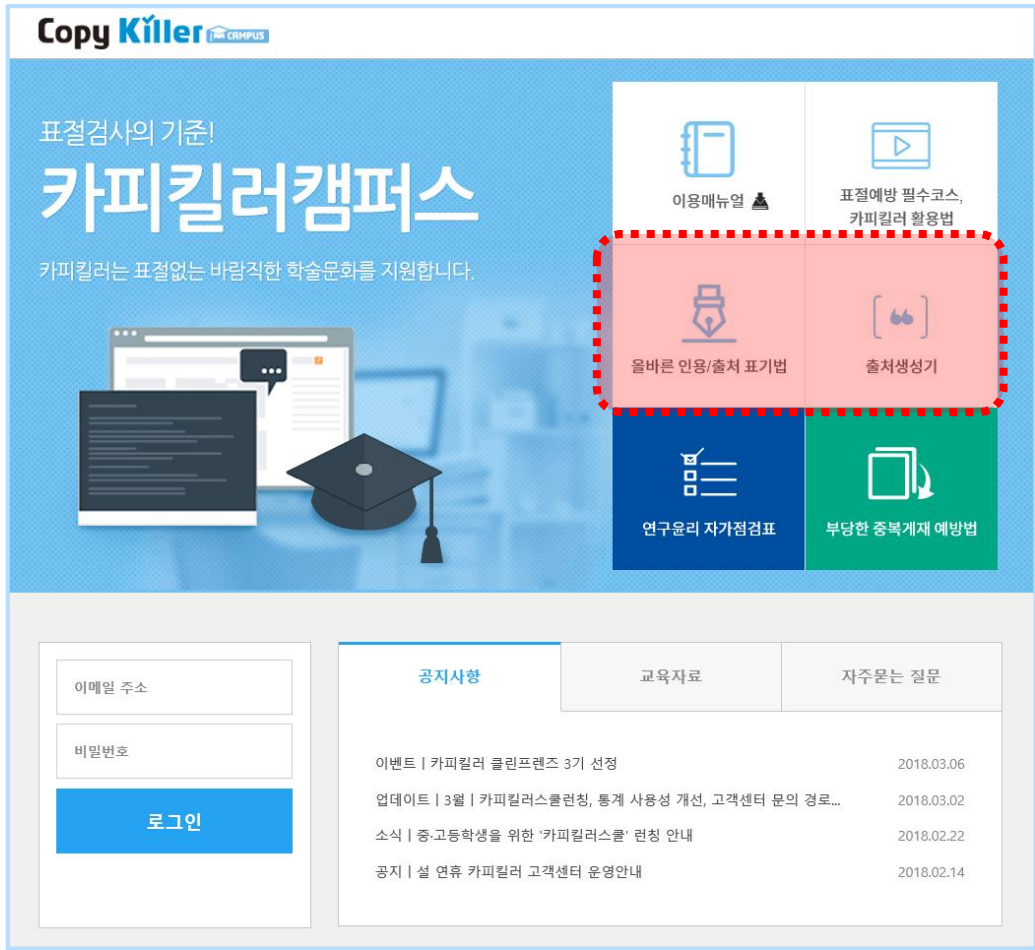 Copy Killer CAMPUS
표절검사의 기준!
카피킬러캠퍼스
카피킬러는 표절없는 바람직한 학술문화를 지원합니다.
이용매뉴얼
표절예방 필수코스,
카피킬러 활용법
올바른 인용/출처 표기법
출처생성기
연구윤리 자가점검표
부당한 중복게재 예방법
이메일 주소
비밀번호
로그인
공지사항
교육자료
자주묻는 질문
이벤트 | 카피킬러 클린프렌즈 3기 선정 2018.03.06
업데이트 | 3월 | 카피킬러스쿨런칭, 통계 사용성 개선, 고객센터 문의 경로... 2018.03.02
소식 | 중·고등학생을 위한 '카피킬러스쿨' 런칭 안내 2018.02.22
공지 | 설 연휴 카피킬러 고객센터 운영안내 2018.02.14